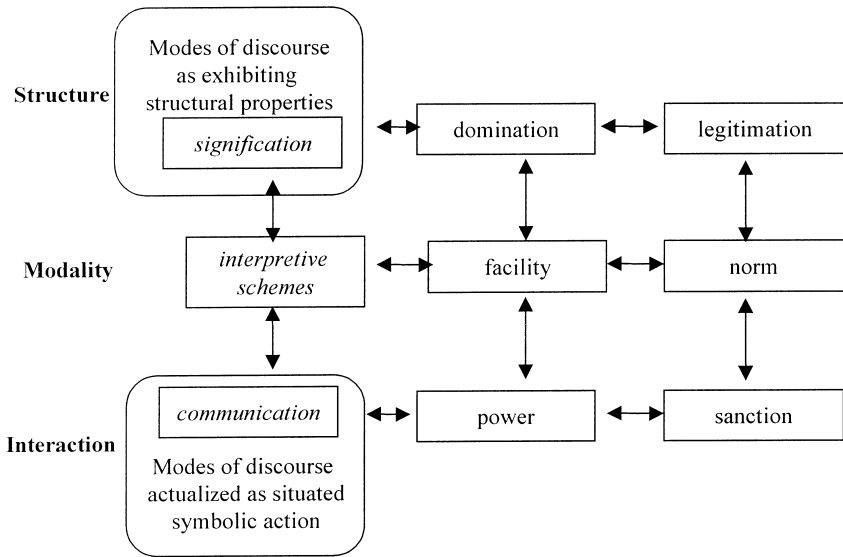 Modes of discourse
as exhibiting
structural properties
Structure
signification
domination
legitimation
Modality
interpretive
schemes
facility
norm
communication
power
sanction
Interaction
Modes of discourse
actualized as situated
symbolic action